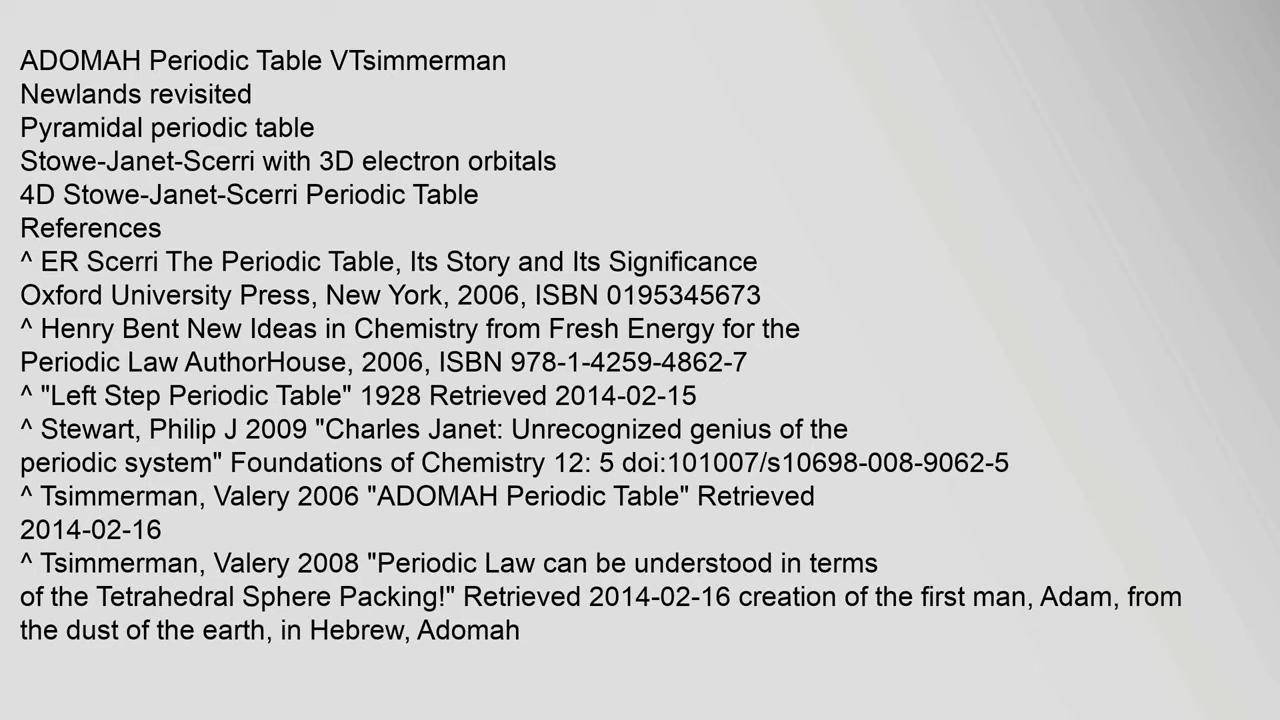 ADOMAH Periodic Table VTsimmerman
Newlands revisited
Pyramidal periodic table
Stowe-Janet-Scerri with 3D electron orbitals
4D Stowe-Janet-Scerri Periodic Table
References
^ ER Scerri The Periodic Table, Its Story and Its Significance
Oxford University Press, New York, 2006, ISBN 0195345673
^ Henry Bent New Ideas in Chemistry from Fresh Energy for the
Periodic Law AuthorHouse, 2006, ISBN 978-1-4259-4862-7
^ "Left Step Periodic Table" 1928 Retrieved 2014-02-15
^ Stewart, Philip J 2009 "Charles Janet: Unrecognized genius of the
periodic system" Foundations of Chemistry 12: 5 doi:101007/s10698-008-9062-5
^ Tsimmerman, Valery 2006 "ADOMAH Periodic Table" Retrieved
2014-02-16
^ Tsimmerman, Valery 2008 "Periodic Law can be understood in terms
of the Tetrahedral Sphere Packing!" Retrieved 2014-02-16 creation of the first man, Adam, from
the dust of the earth, in Hebrew, Adomah